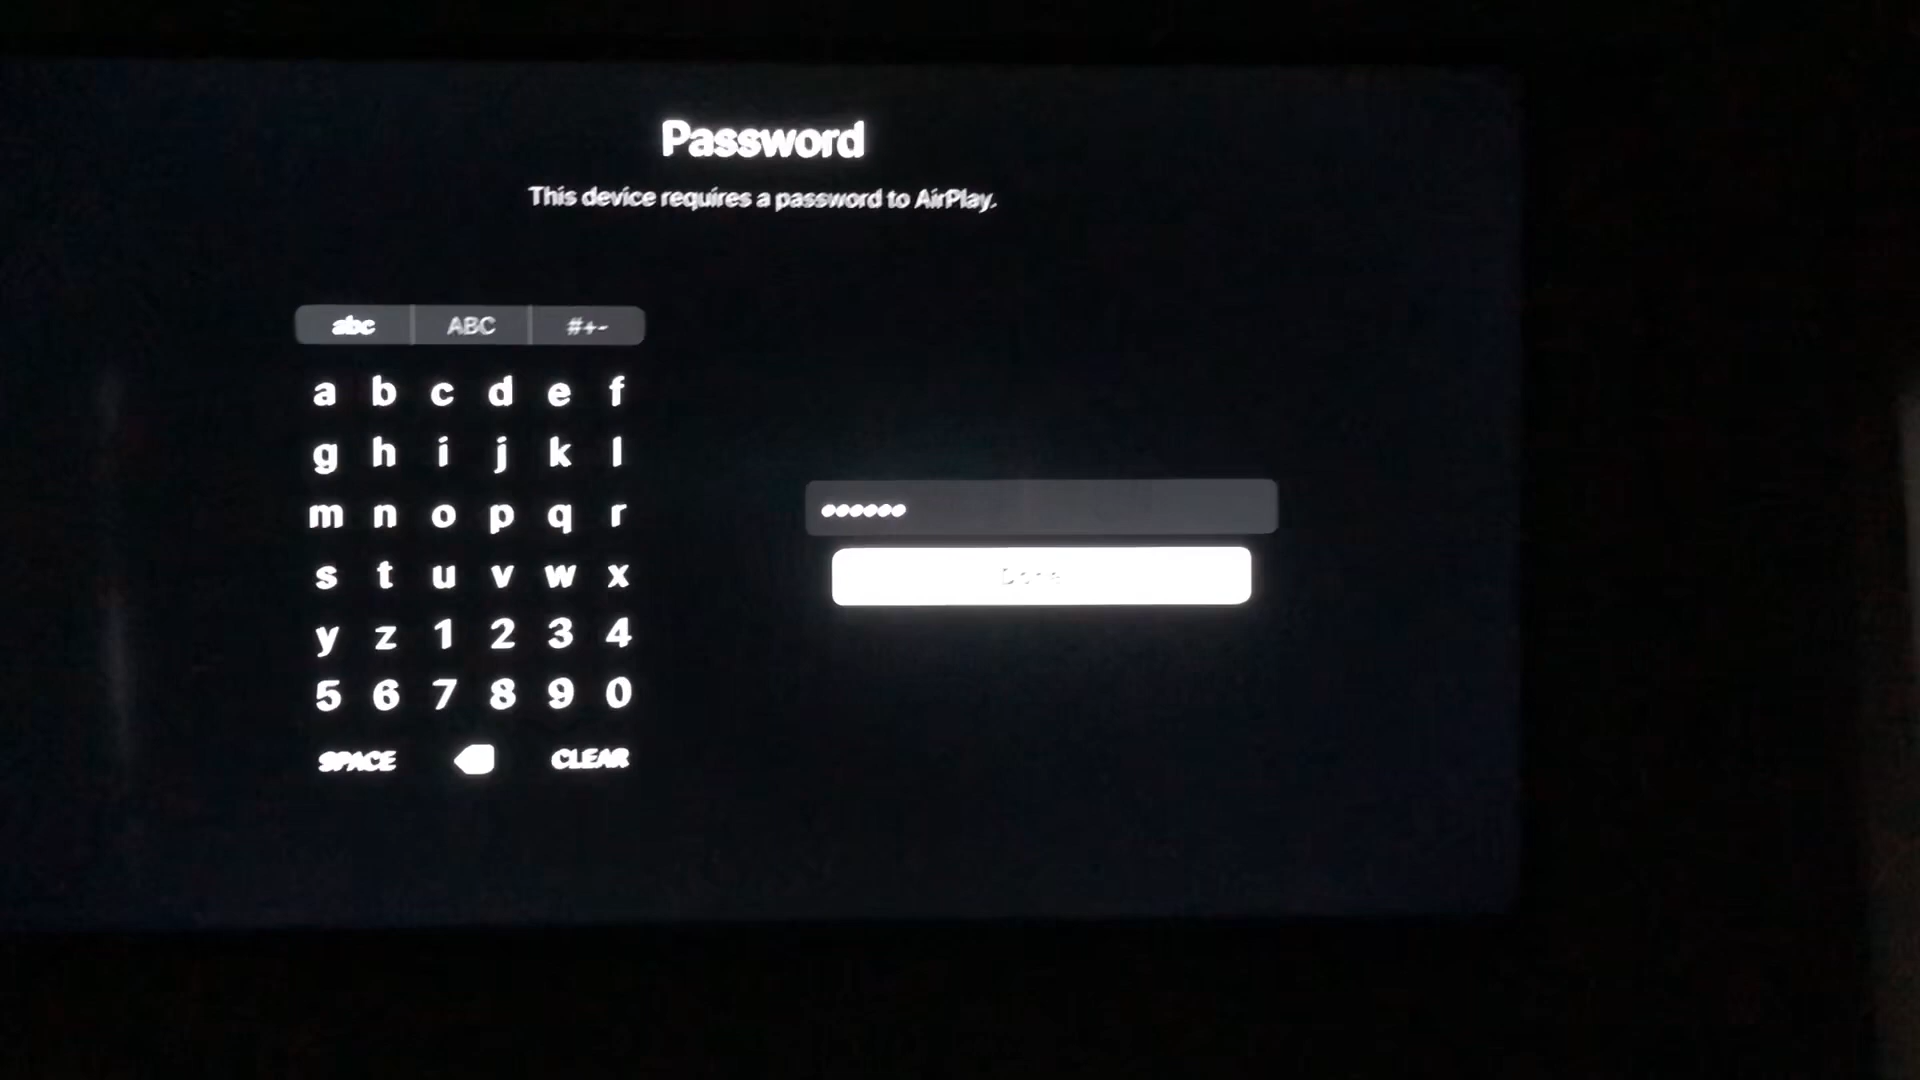 Password
This device requires a password to AirPlay.
abc ABC #+-
a b c d e f
g h i j k l
m n o p q r
s t u v w x
y z 1 2 3 4
5 6 7 8 9 0
SPACE CLEAR
••••••
Done